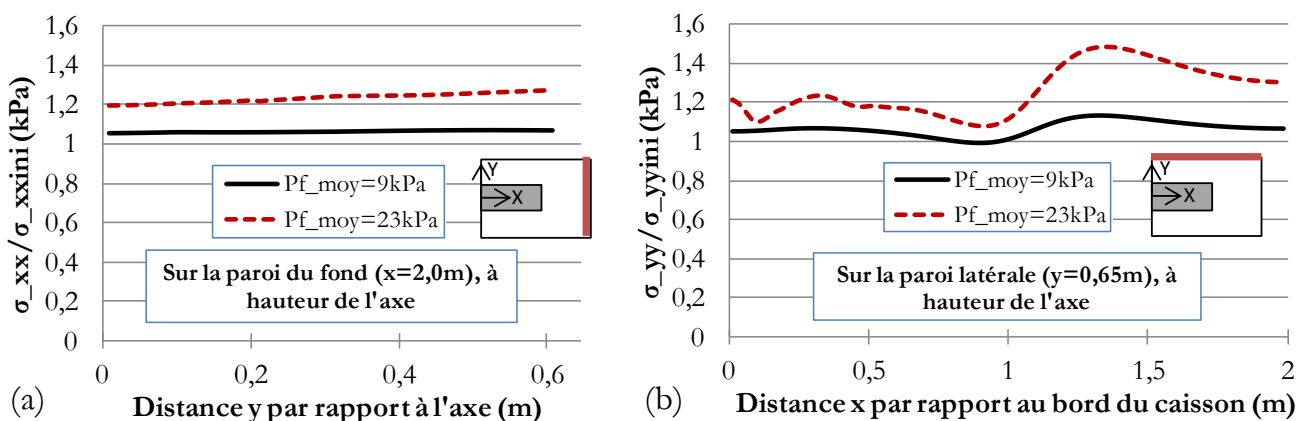 σ_xx/σ_xxini (kPa)
1,6
1,4
1,2
1
0,8
0,6
0,4
0,2
0
Pf_moy=9kPa
Pf_moy=23kPa
Y
X
Sur la paroi du fond (x=2,0m), à
hauteur de l'axe
0
0,2
0,4
0,6
(a)
Distance y par rapport à l'axe (m)
σ_yy/σ_yyini (kPa)
1,6
1,4
1,2
1
0,8
0,6
0,4
0,2
0
Pf_moy=9kPa
Pf_moy=23kPa
Y
X
Sur la paroi latérale (y=0,65m), à
hauteur de l'axe
0
0,5
1
1,5
2
(b)
Distance x par rapport au bord du caisson (m)